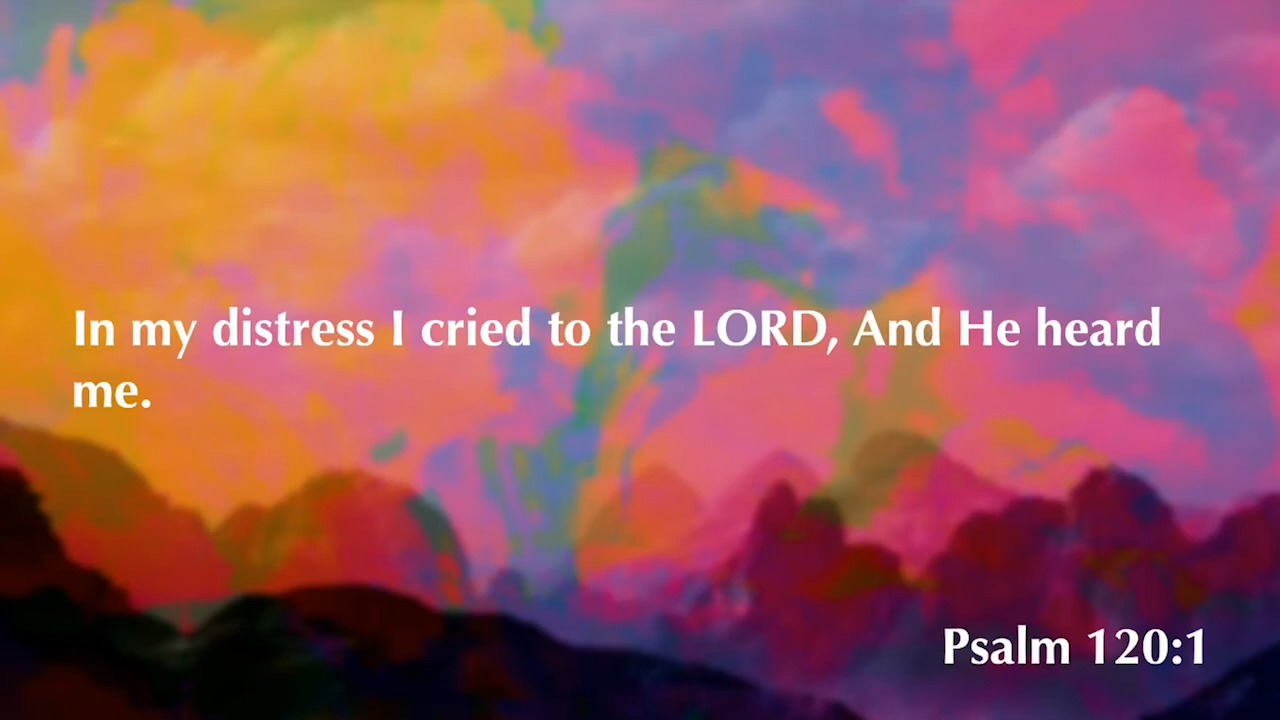 In my distress I cried to the LORD, And He heard
me.
Psalm 120:1